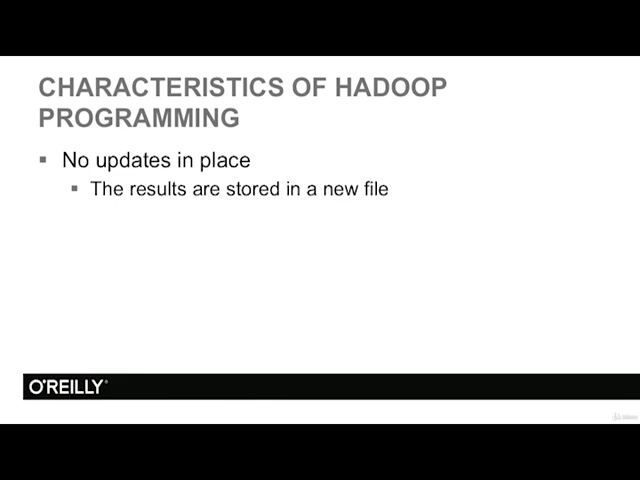 CHARACTERISTICS OF HADOOP
PROGRAMMING
▪ No updates in place
▪ The results are stored in a new file
O'REILLY®